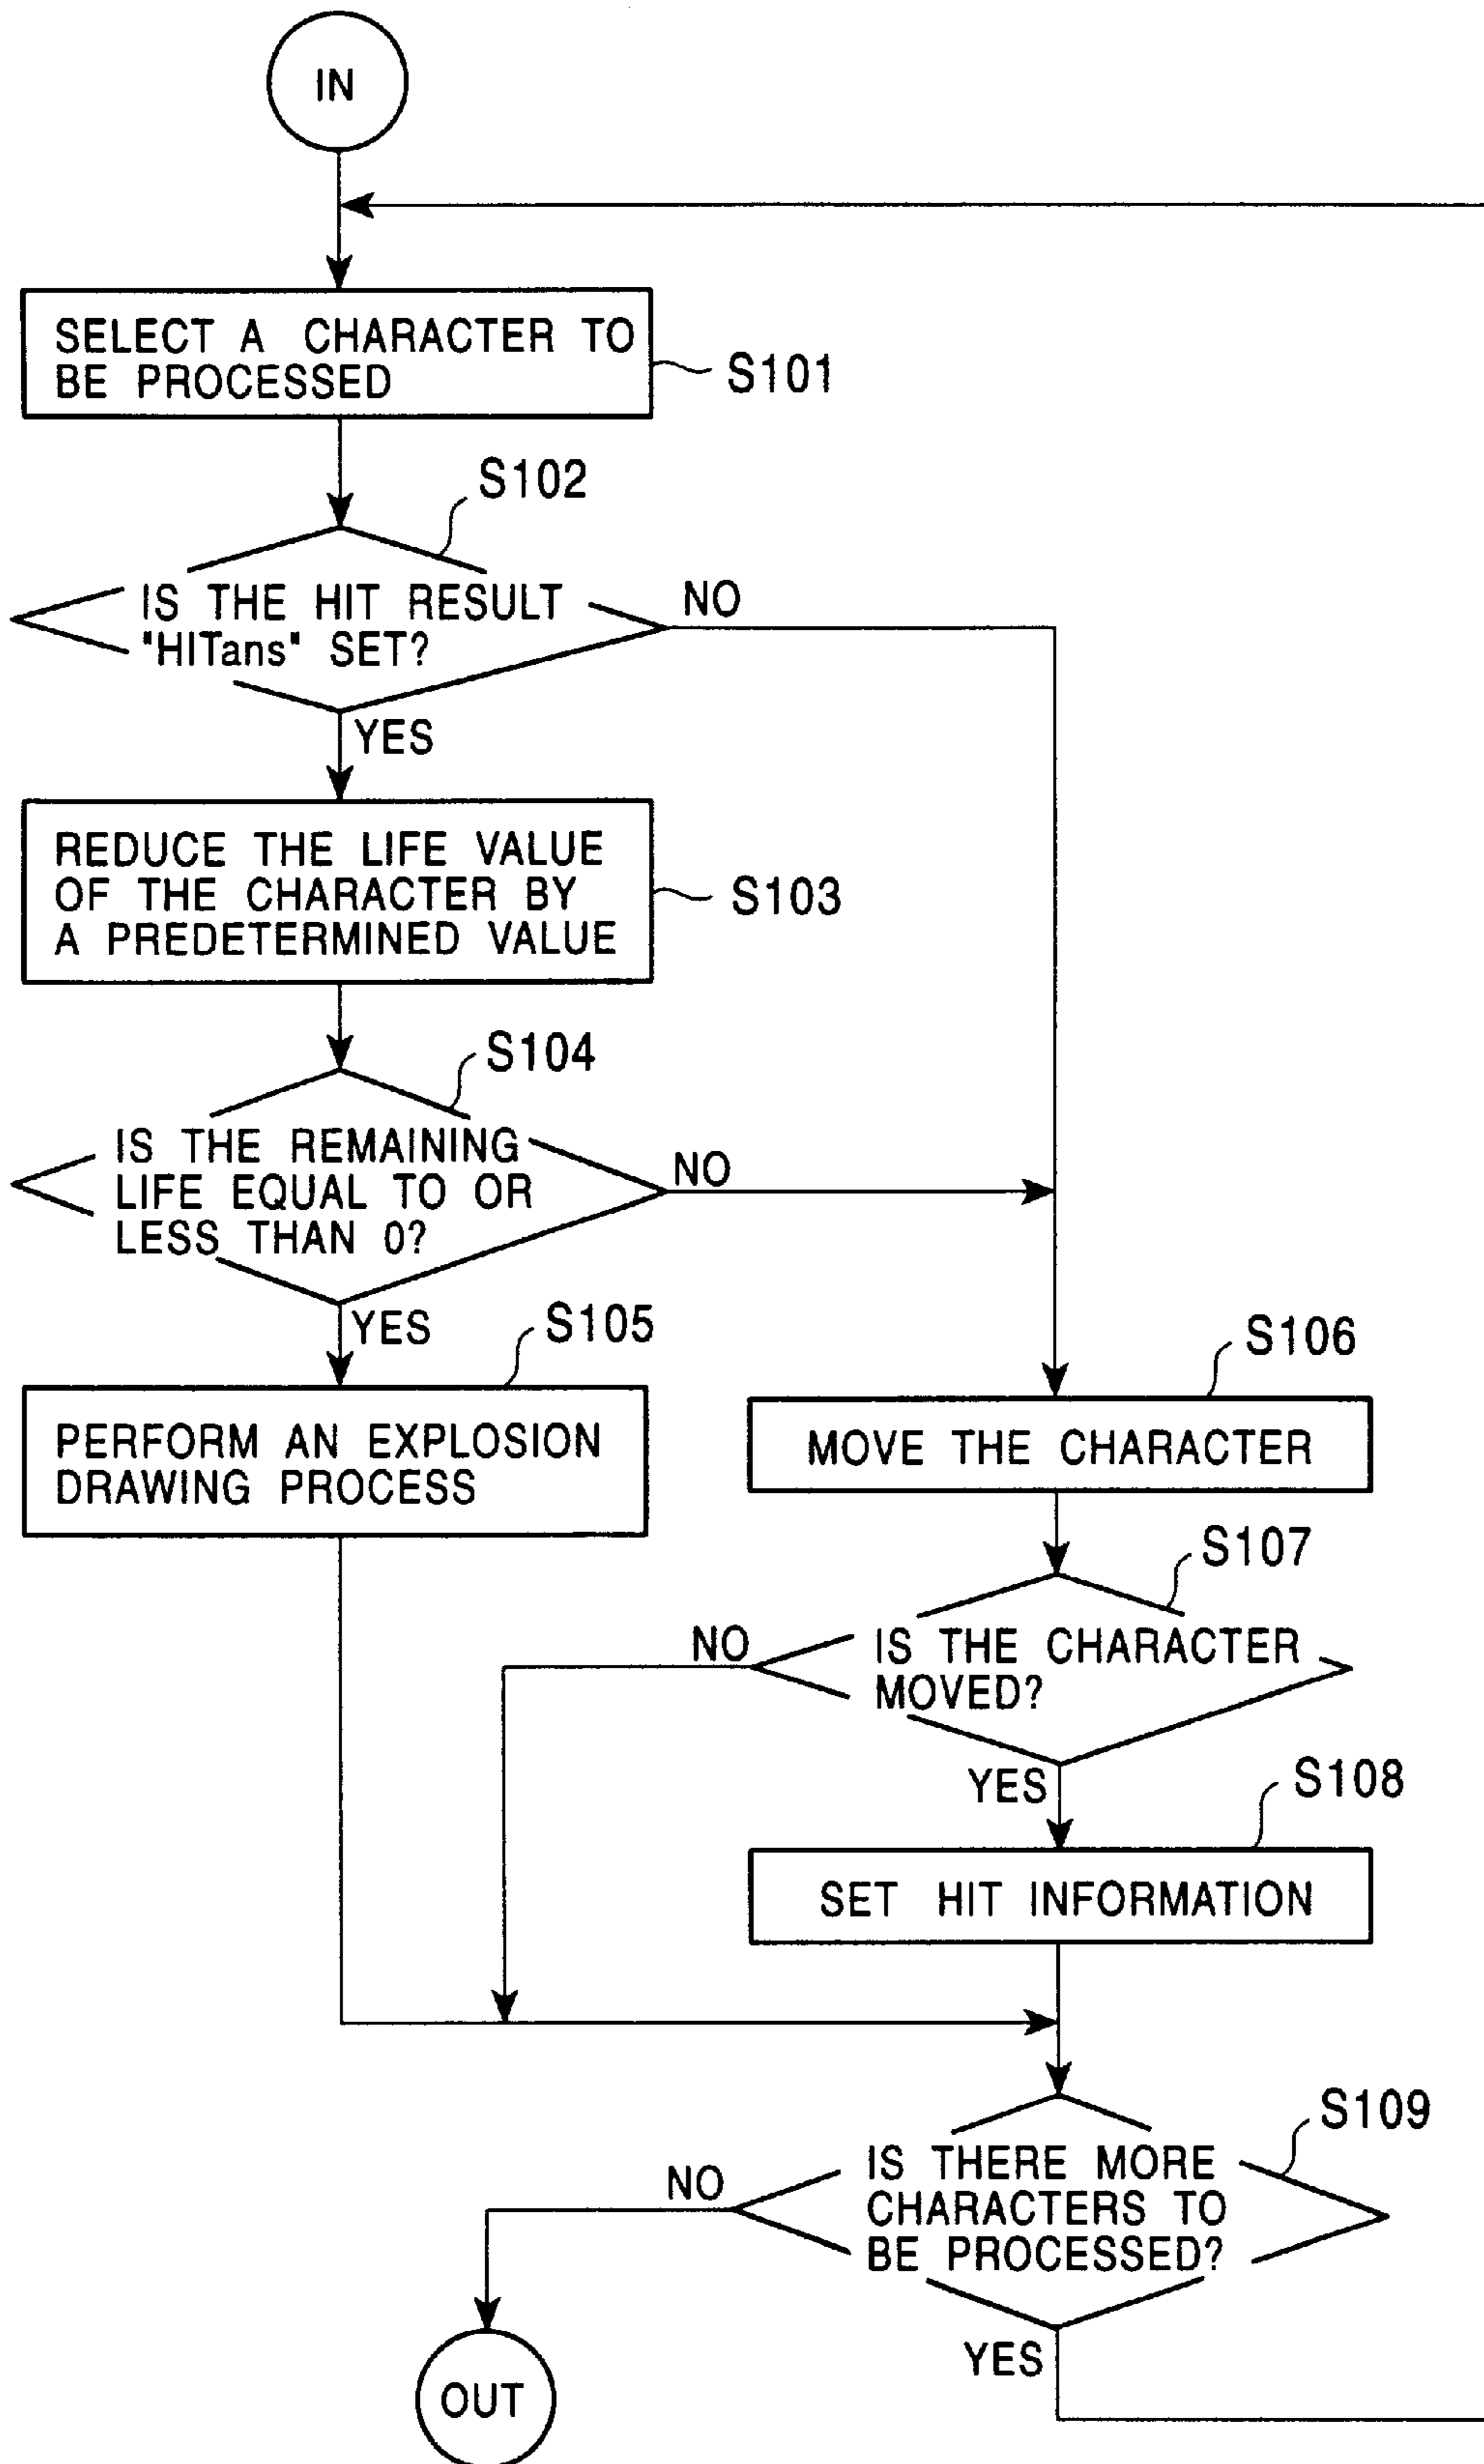 IN
SELECT A CHARACTER TO
BE PROCESSED
S101
S102
IS THE HIT RESULT
"HITans" SET?
NO
YES
REDUCE THE LIFE VALUE
OF THE CHARACTER BY
A PREDETERMINED VALUE
S103
S104
IS THE REMAINING
LIFE EQUAL TO OR
LESS THAN 0?
NO
YES
S105
PERFORM AN EXPLOSION
DRAWING PROCESS
S106
MOVE THE CHARACTER
S107
IS THE CHARACTER
MOVED?
NO
YES
S108
SET HIT INFORMATION
S109
IS THERE MORE
CHARACTERS TO
BE PROCESSED?
NO
YES
OUT